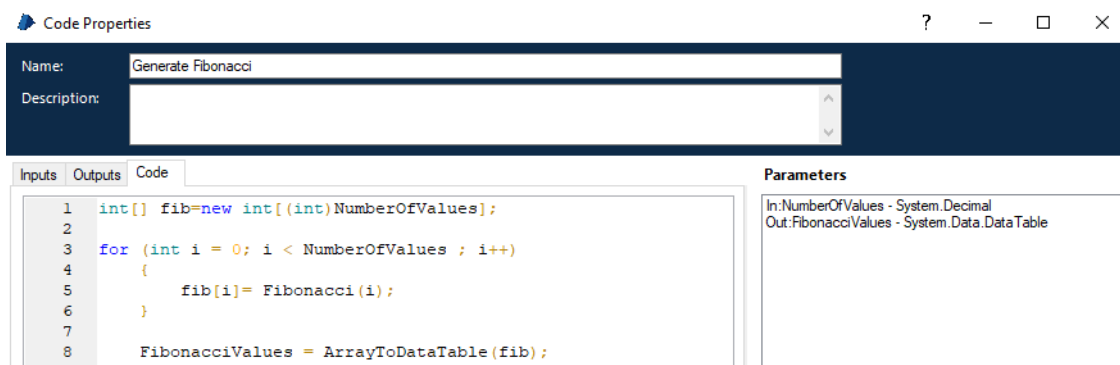 Code Properties
?
Name: Generate Fibonacci
Description:
Inputs Outputs Code
1 int[] fib=new int[(int)NumberOfValues];
2
3 for (int i = 0; i < NumberOfValues ; i++)
4 {
5 fib[i]= Fibonacci(i);
6 }
7
8 FibonacciValues = ArrayToDataTable(fib);
Parameters
In:NumberOfValues - System.Decimal
Out:FibonacciValues - System.Data.DataTable